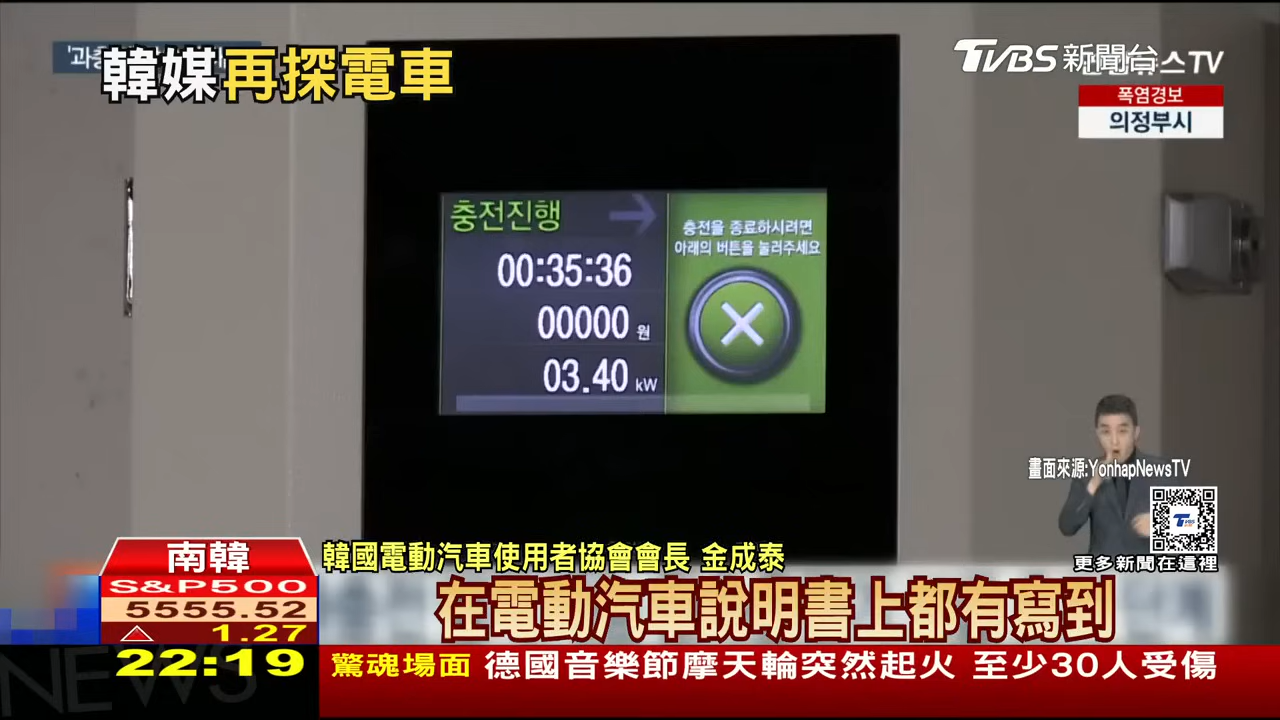 韓媒再探電車
TVBS 新聞台
스TV
폭염경보
의정부시
충전진행
00:35:36
00000 원
03.40 kW
충전을 종료하시려면
아래의 버튼을 눌러주세요
畫面來源:YonhapNewsTV
TVBS
更多新聞在這裡
南韓
韓國電動汽車使用者協會會長 金成泰
S&P500
5555.52
1.27
在電動汽車說明書上都有寫到
22:19
NEWS
驚魂場面 德國音樂節摩天輪突然起火 至少30人受傷